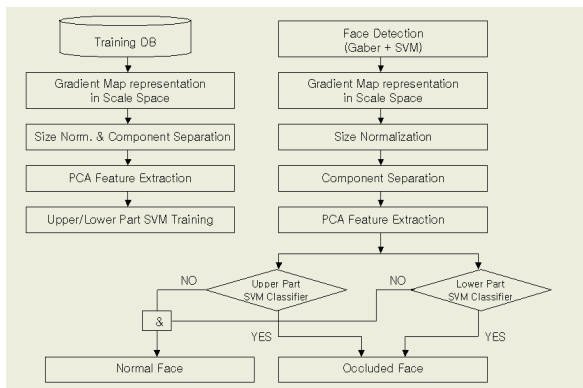 Training DB
Gradient Map representation
in Scale Space
Size Norm. & Component Separation
PCA Feature Extraction
Upper/Lower Part SVM Training
Face Detection
(Gaber + SVM)
Gradient Map representation
in Scale Space
Size Normalization
Component Separation
PCA Feature Extraction
NO
Upper Part
SVM Classifier
NO
Lower Part
SVM Classifier
&
YES
YES
Normal Face
Occluded Face